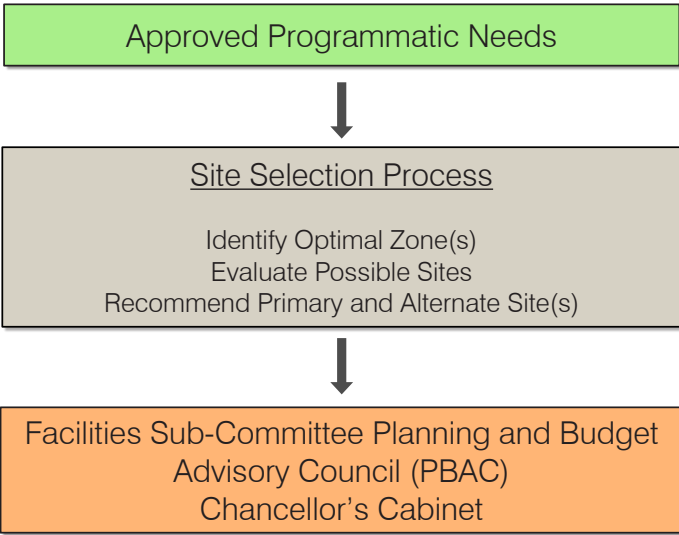 Approved Programmatic Needs
Site Selection Process
Identify Optimal Zone(s)
Evaluate Possible Sites
Recommend Primary and Alternate Site(s)
Facilities Sub-Committee Planning and Budget
Advisory Council (PBAC)
Chancellor’s Cabinet